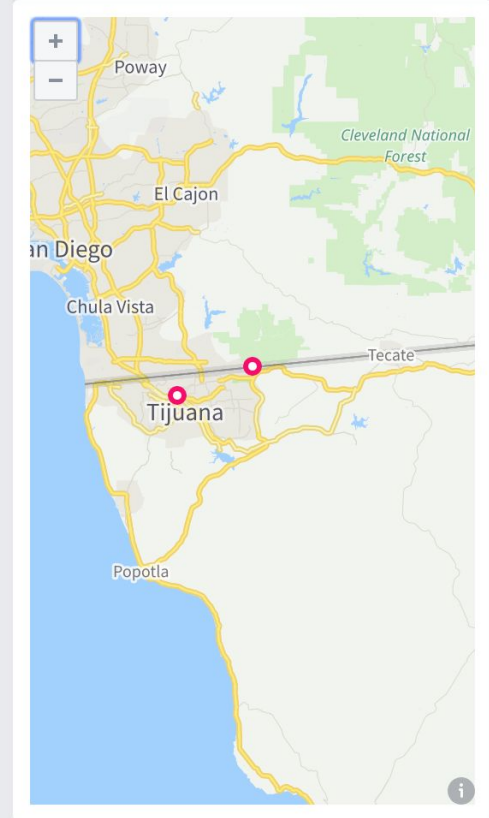 +
−
Poway
Cleveland National
Forest
El Cajon
an Diego
Chula Vista
Tecate
Tijuana
Popotla
i